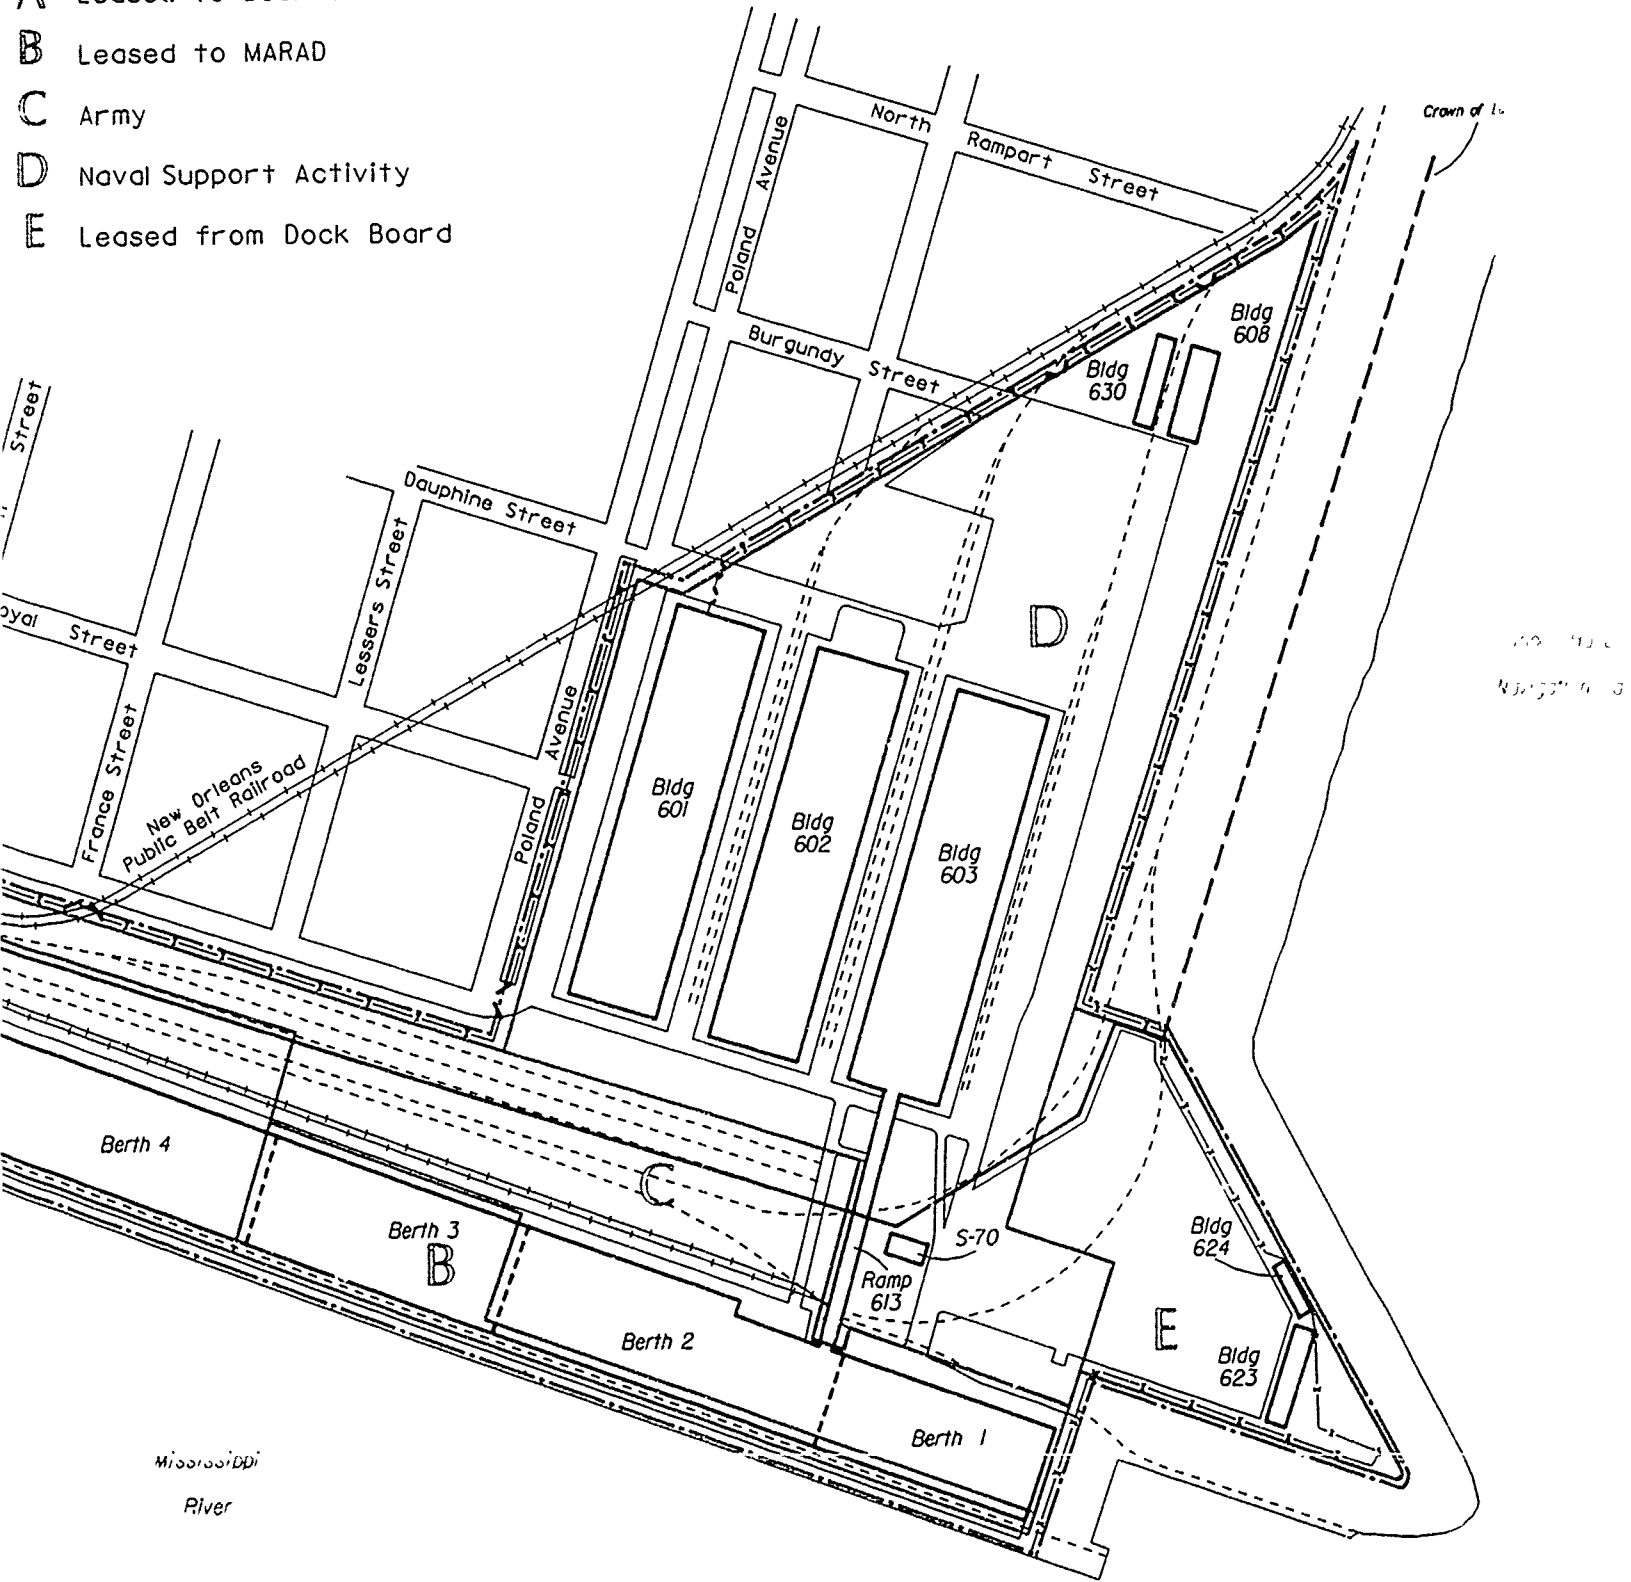 B Leased to MARAD
C Army
D Naval Support Activity
E Leased from Dock Board
Crown of
North Rampart Street
Poland Avenue
Bldg
608
Bldg
630
Burgundy Street
Street
Dauphine Street
Lessers Street
D
Street
France Street
Poland Avenue
New Orleans
Public Belt Railroad
Bldg
601
Bldg
602
Bldg
603
Berth 4
C
Berth 3
B
S-70
Bldg
624
Ramp
613
E
Berth 2
Bldg
623
Berth 1
Mississippi
River